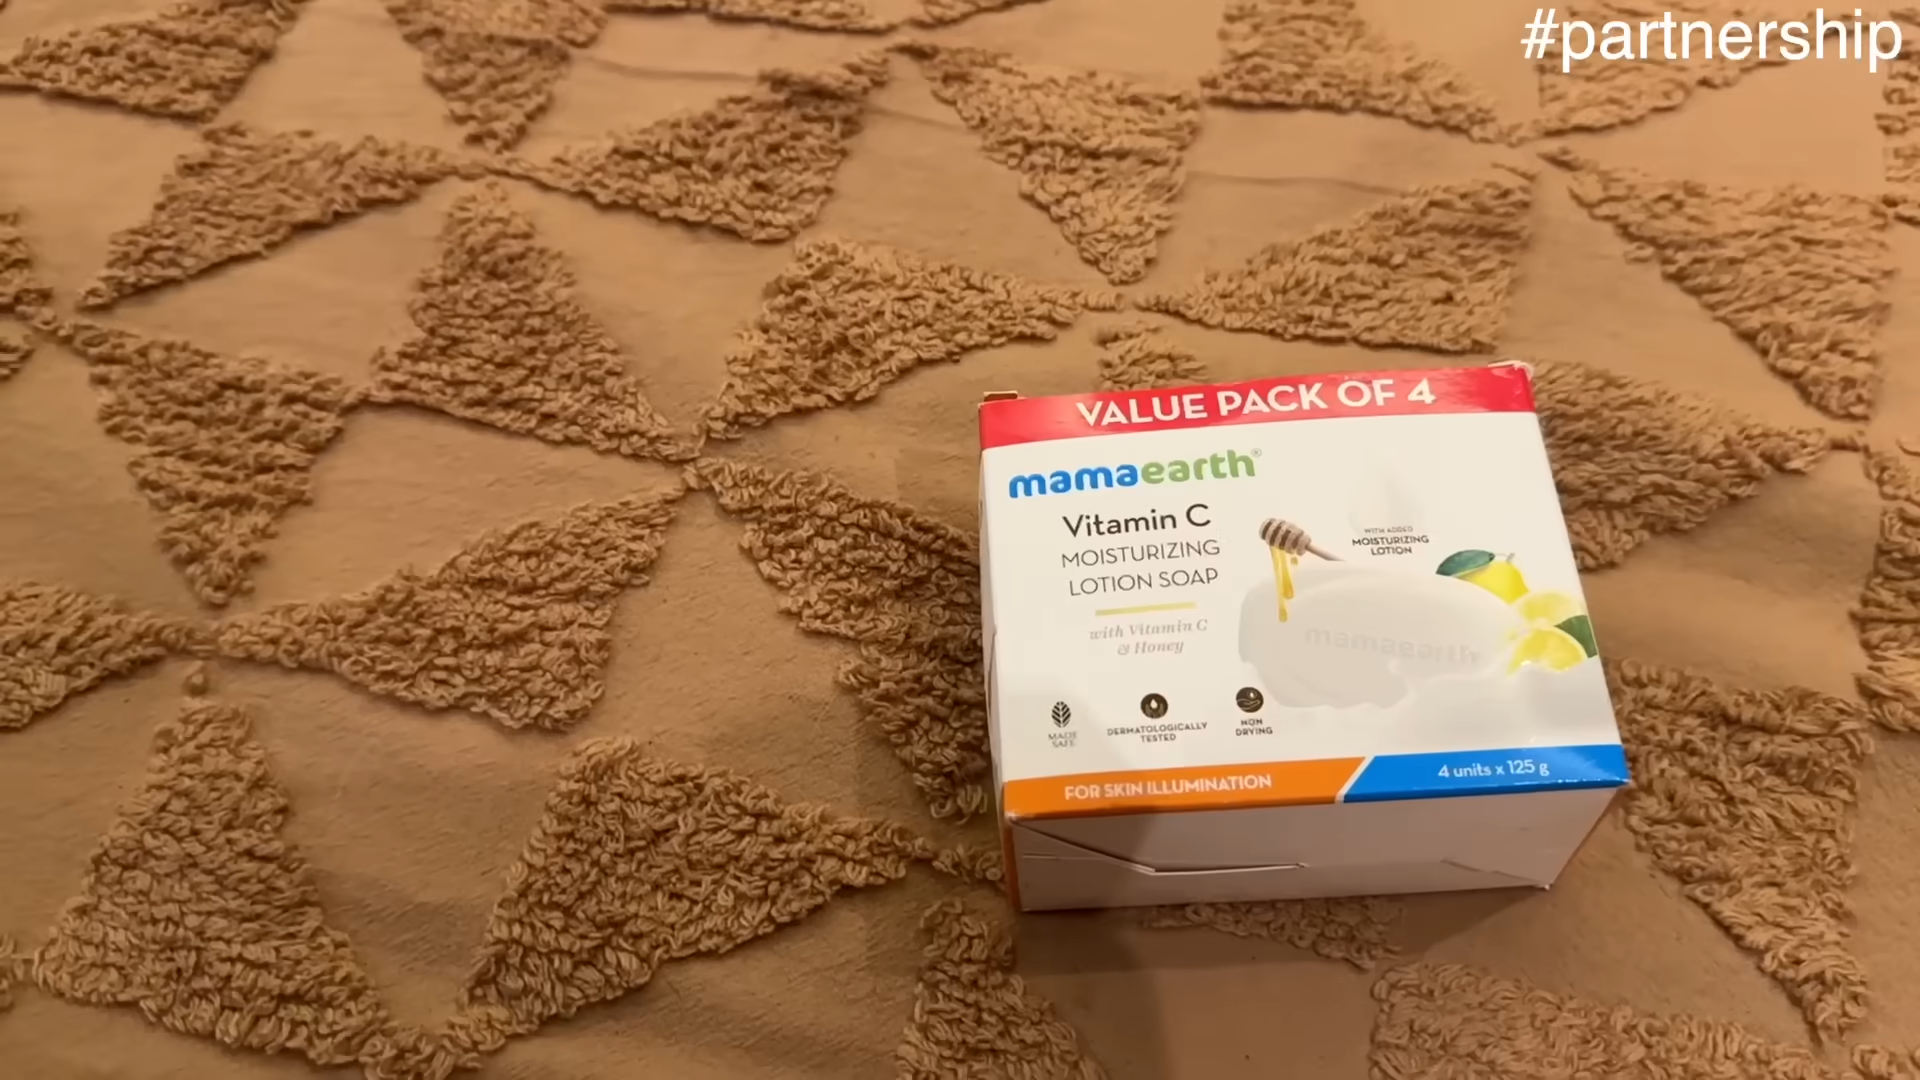 #partnership
VALUE PACK OF 4
mamaearth®
Vitamin C
MOISTURIZING
LOTION SOAP
with Vitamin C
& Honey
WITH ADDED
MOISTURIZING
LOTION
mamaearth
MADE
SAFE
DERMATOLOGICALLY
TESTED
NON
DRYING
FOR SKIN ILLUMINATION
4 units x 125 g